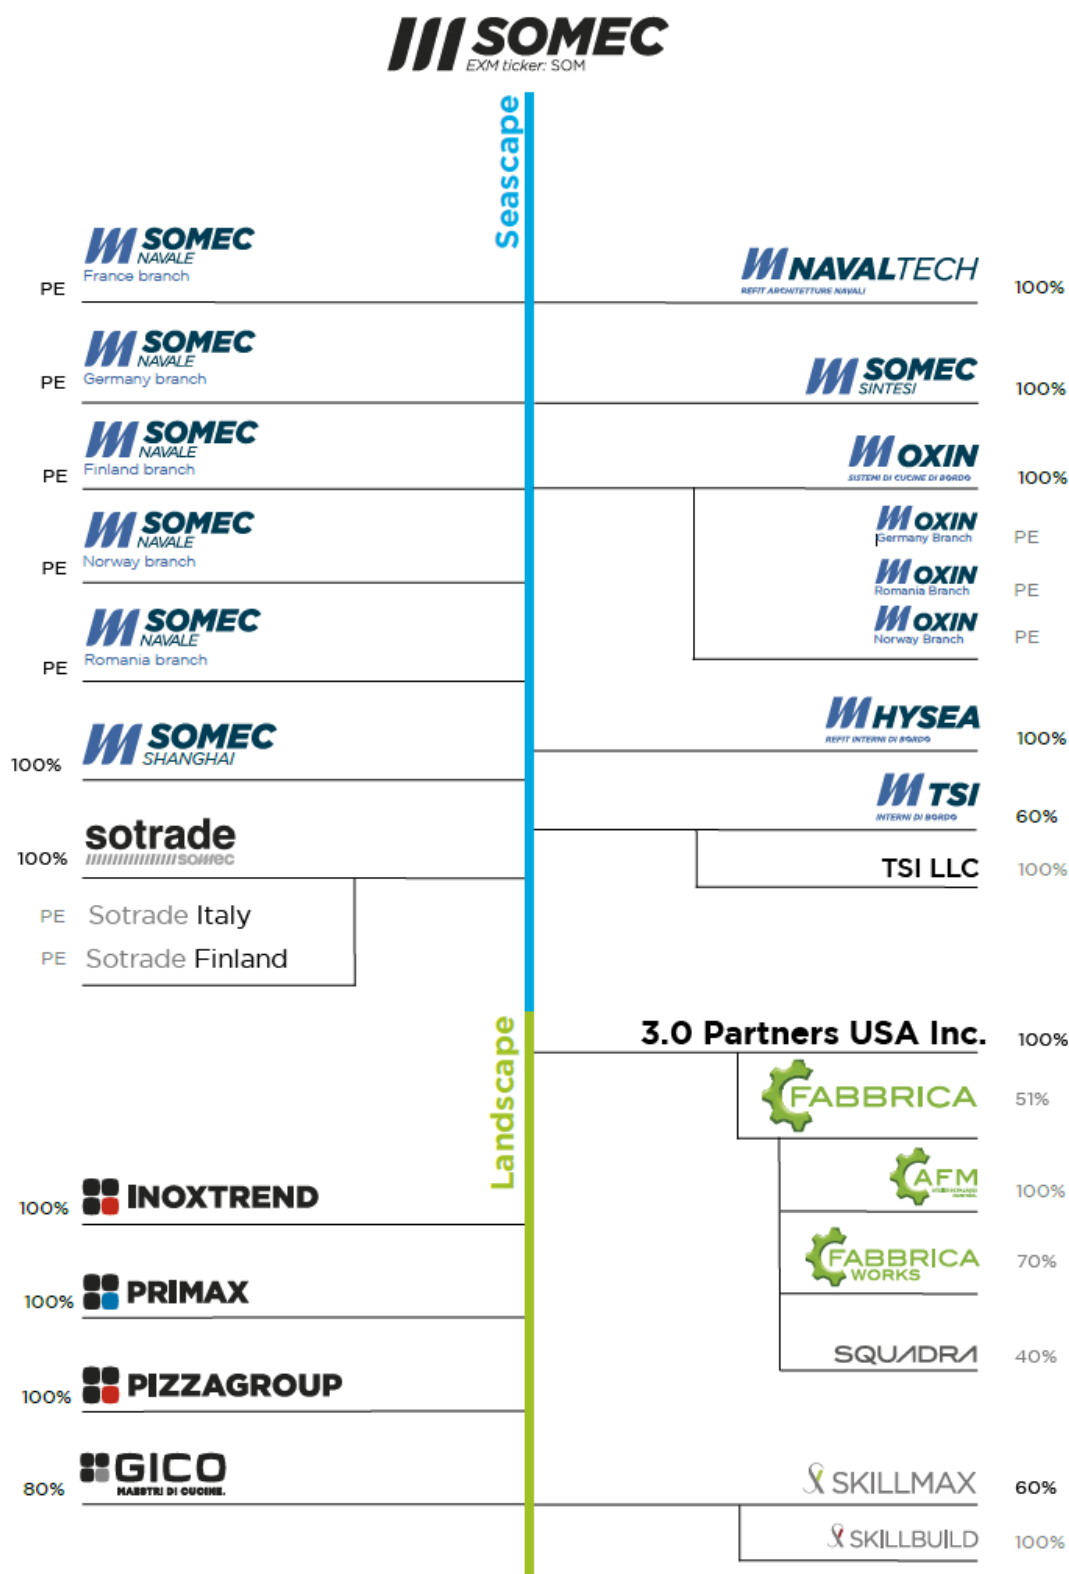 SOMEC
EXM ticker: SOM
Seascape
SOMEC
NAVALE
France branch
PE
NAVALTECH
REFIT ARCHITETTURE NAVALI
100%
SOMEC
NAVALE
Germany branch
PE
SOMEC
SINTESI
100%
SOMEC
NAVALE
Finland branch
PE
OXIN
SISTEMI DI CUCINE DI BORDO
100%
SOMEC
NAVALE
Norway branch
PE
OXIN
Germany Branch
PE
OXIN
Romania Branch
PE
OXIN
Norway Branch
PE
SOMEC
NAVALE
Romania branch
PE
HYSEA
REFIT INTERNI DI BORDO
100%
SOMEC
SHANGHAI
100%
TSI
INTERNI DI BORDO
60%
sotrade
somec
100%
TSI LLC
100%
PE Sotrade Italy
PE Sotrade Finland
Landscape
3.0 Partners USA Inc. 100%
FABBRICA 51%
AFM
100%
INOXTREND
100%
FABBRICA
WORKS
70%
PRIMAX
100%
SQUADRA 40%
PIZZAGROUP
100%
GICO
MAESTRI DI CUCINE.
80%
SKILLMAX 60%
SKILLBUILD 100%